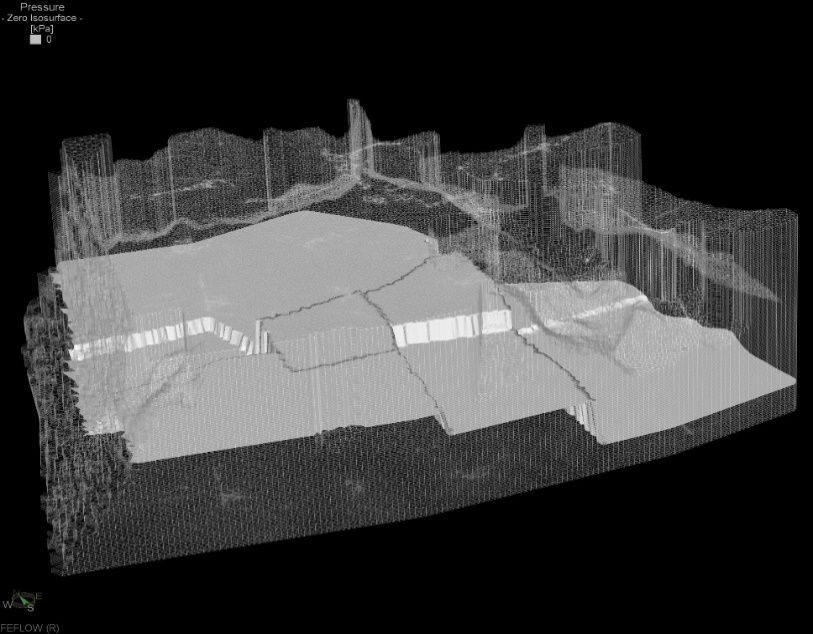 Pressure
- Zero Isosurface -
[kPa]
0
N
E
W
S
FEFLOW (R)